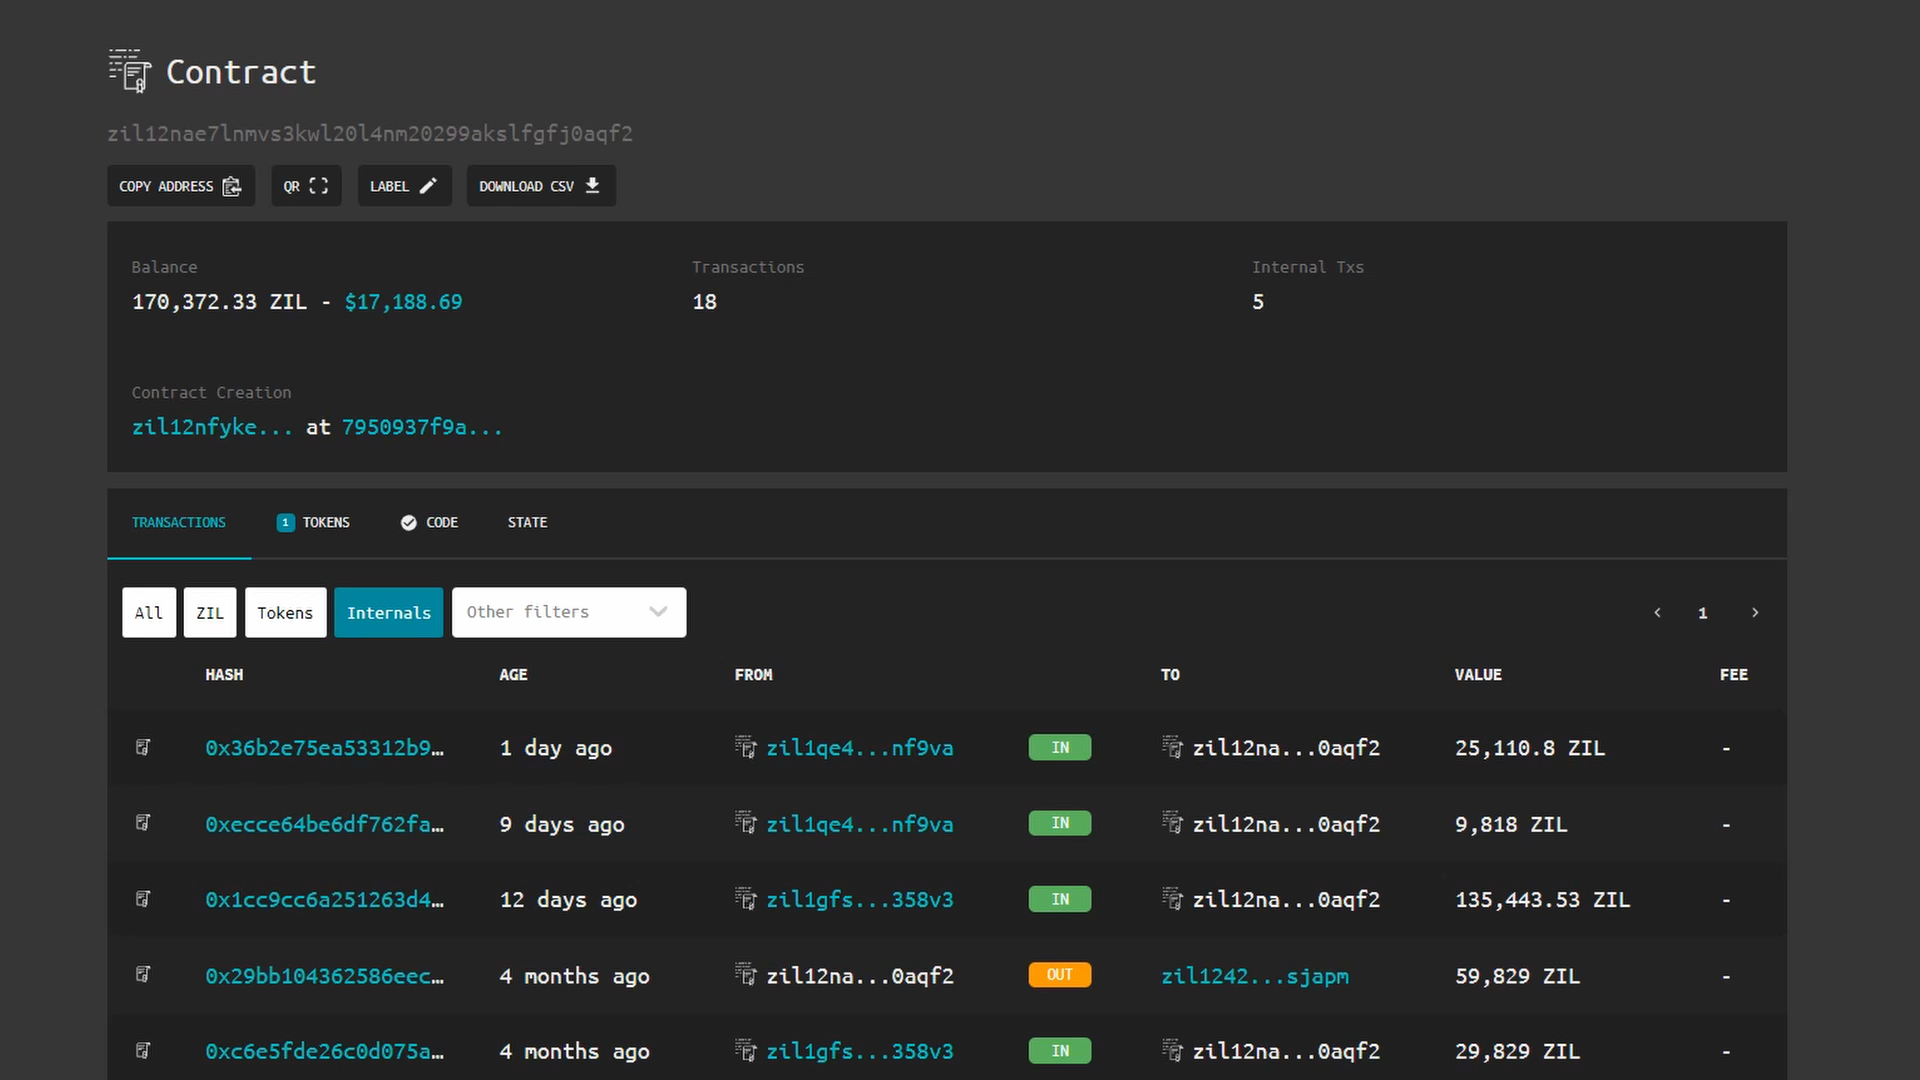 Contract
zil12nae7lnmvs3kwl20l4nm20299akslfgfj0aqf2
COPY ADDRESS QR LABEL DOWNLOAD CSV
Balance Transactions Internal Txs
170,372.33 ZIL - $17,188.69 18 5
Contract Creation
zil12nfyke... at 7950937f9a...
TRANSACTIONS 1 TOKENS CODE STATE
All ZIL Tokens Internals Other filters 1
HASH AGE FROM TO VALUE FEE
0x36b2e75ea53312b9… 1 day ago zil1qe4...nf9va IN zil12na...0aqf2 25,110.8 ZIL -
0xecce64be6df762fa… 9 days ago zil1qe4...nf9va IN zil12na...0aqf2 9,818 ZIL -
0x1cc9cc6a251263d4… 12 days ago zil1gfs...358v3 IN zil12na...0aqf2 135,443.53 ZIL -
0x29bb104362586eec… 4 months ago zil12na...0aqf2 OUT zil1242...sjapm 59,829 ZIL -
0xc6e5fde26c0d075a… 4 months ago zil1gfs...358v3 IN zil12na...0aqf2 29,829 ZIL -